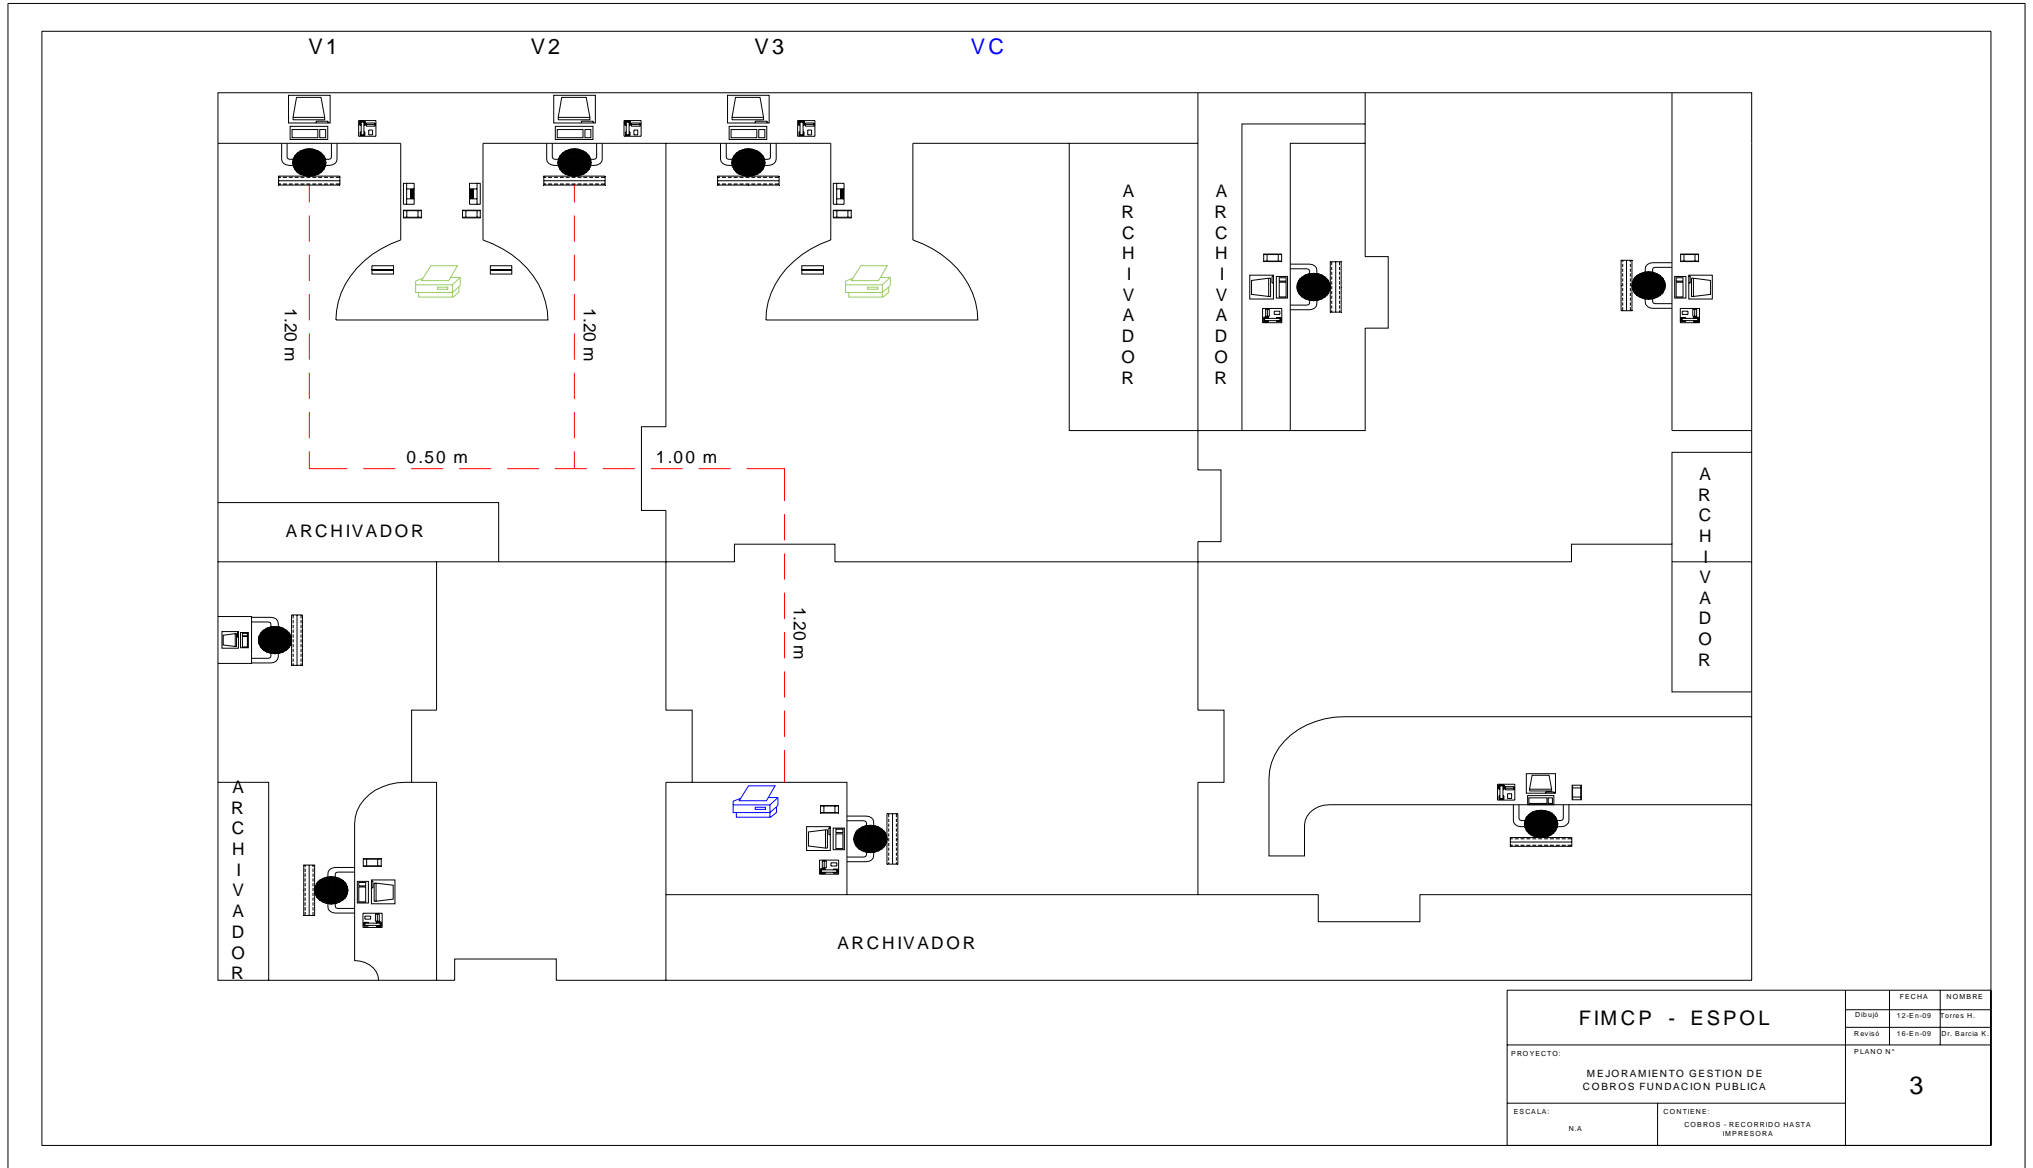 V1 V2 V3 VC
ARCHIVADOR
ARCHIVADOR
1.20 m
1.20 m
0.50 m
1.00 m
ARCHIVADOR
ARCHIVADOR
1.20 m
ARCHIVADOR
ARCHIVADOR
FIMCP - ESPOL
FECHA NOMBRE
Dibujó 12-En-09 Torres H.
Revisó 16-En-09 Dr. Barcia K.
PROYECTO:
MEJORAMIENTO GESTION DE
COBROS FUNDACION PUBLICA
PLANO N°
3
ESCALA:
N.A
CONTIENE:
COBROS - RECORRIDO HASTA
IMPRESORA